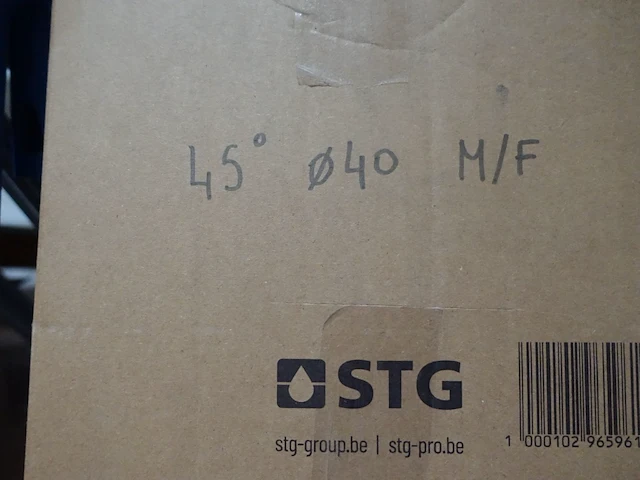 45° ø40 M/F
STG
stg-group.be | stg-pro.be
1 000102 965961